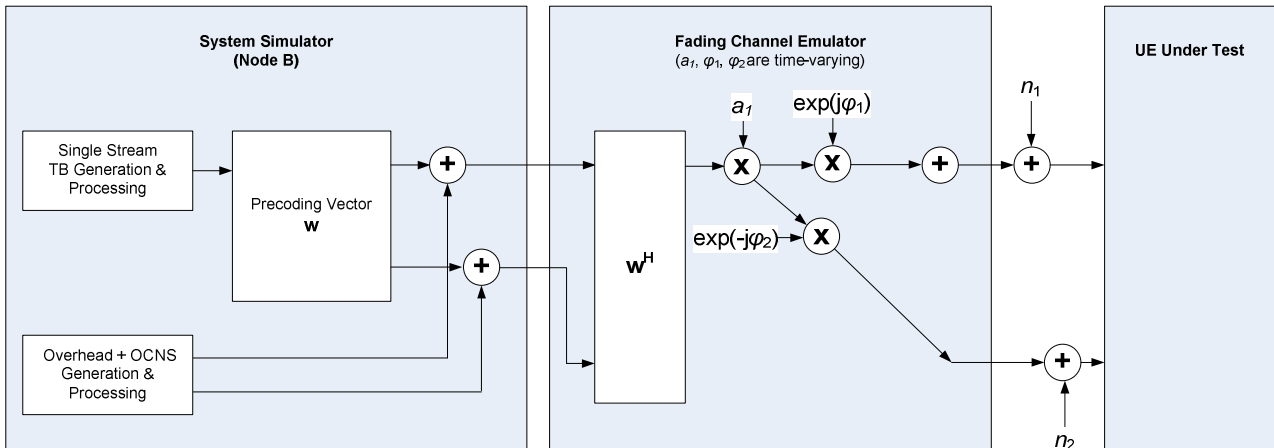 System Simulator
(Node B)
Single Stream
TB Generation &
Processing
Precoding Vector
w
Overhead + OCNS
Generation &
Processing
Fading Channel Emulator
(a1, φ1, φ2 are time-varying)
wH
a1
exp(jφ1)
exp(-jφ2)
x
x
x
+
+
+
+
+
n1
n2
UE Under Test